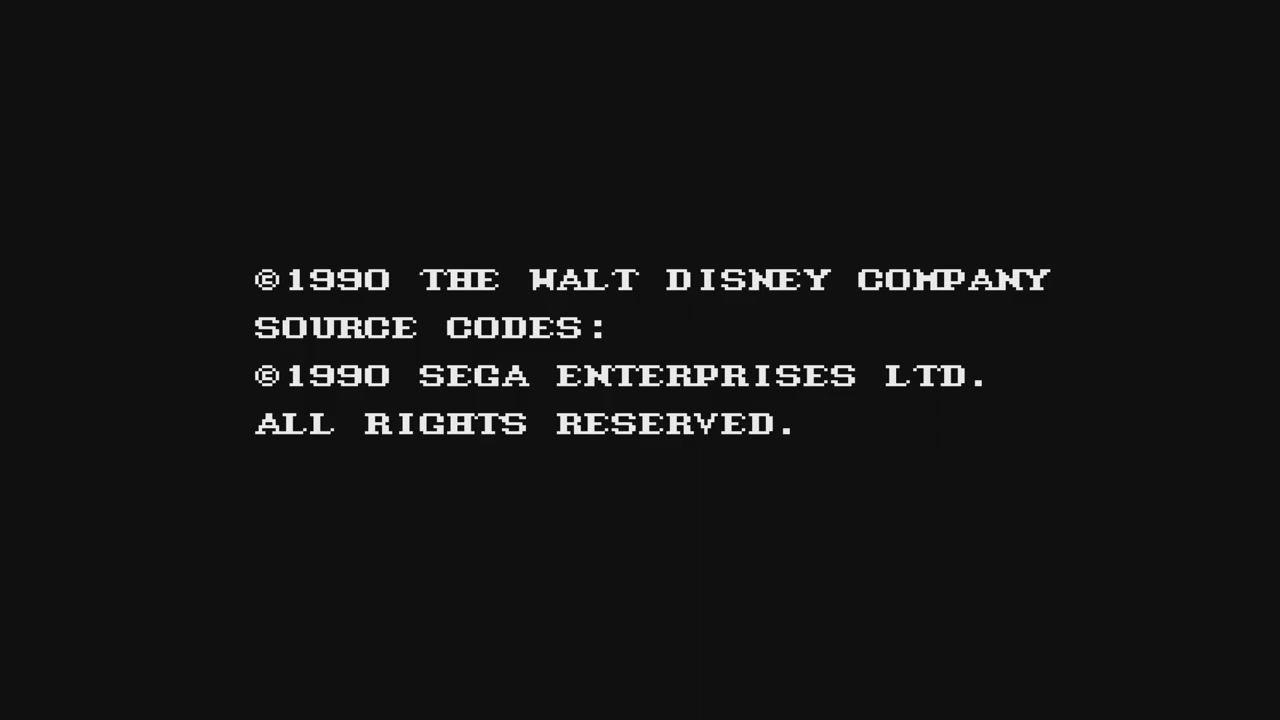 ©1990 THE WALT DISNEY COMPANY
SOURCE CODES:
©1990 SEGA ENTERPRISES LTD.
ALL RIGHTS RESERVED.